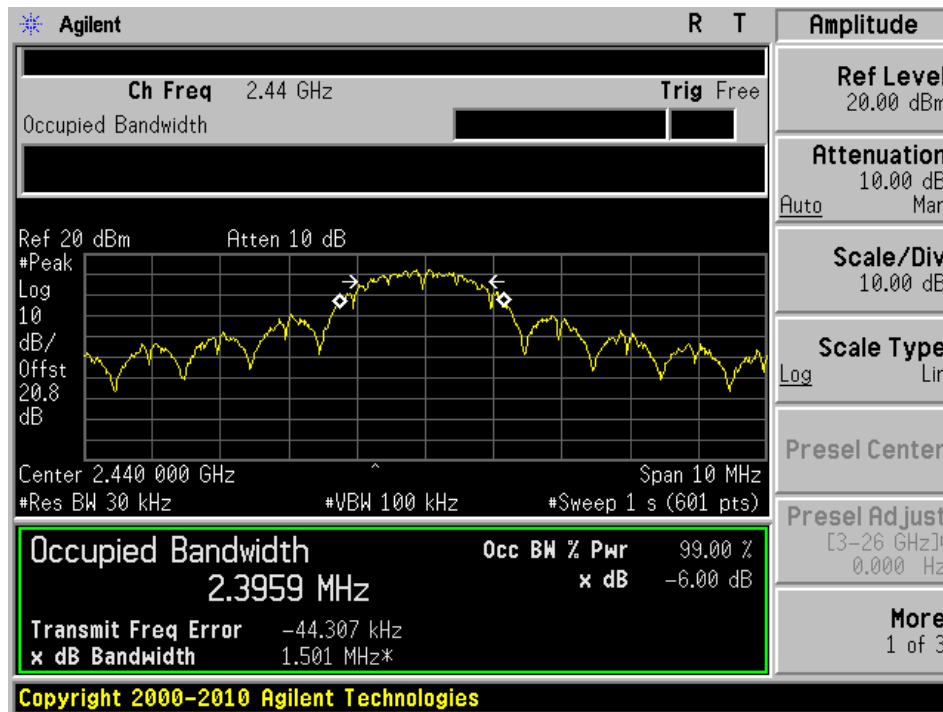 Agilent R T
Ch Freq 2.44 GHz Trig Free
Occupied Bandwidth
Ref 20 dBm Atten 10 dB
#Peak
Log
10
dB/
Offst
20.8
dB
Center 2.440 000 GHz ^ Span 10 MHz
#Res BW 30 kHz #VBW 100 kHz #Sweep 1 s (601 pts)
Occupied Bandwidth Occ BW % Pwr 99.00 %
2.3959 MHz x dB -6.00 dB
Transmit Freq Error -44.307 kHz
x dB Bandwidth 1.501 MHz*
Copyright 2000-2010 Agilent Technologies
Amplitude
Ref Level
20.00 dBm
Attenuation
10.00 dB
Auto Man
Scale/Div
10.00 dB
Scale Type
Log Lin
Presel Center
Presel Adjust
[3-26 GHz]
0.000 Hz
More
1 of 3